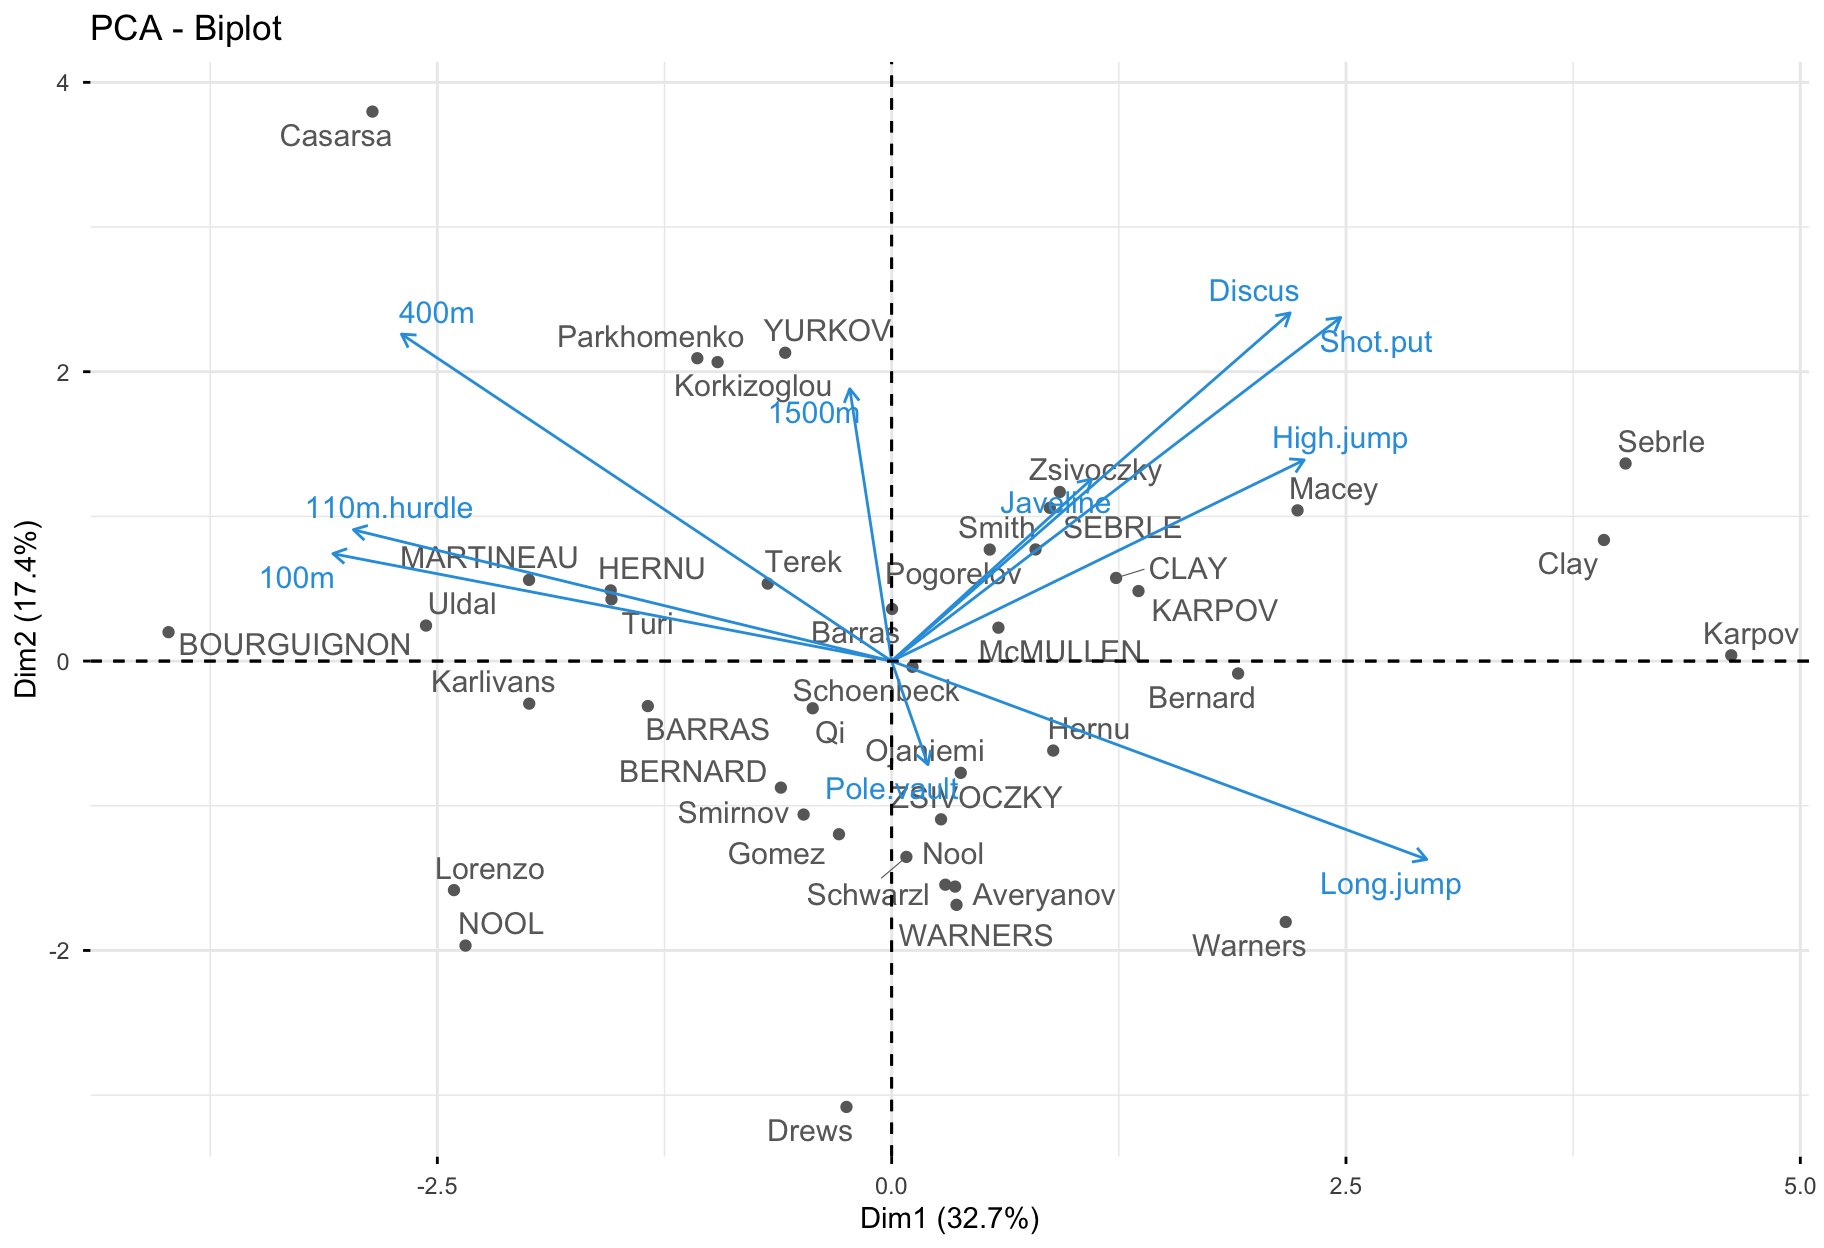 PCA - Biplot
4
Casarsa
Discus
400m
YURKOV
Parkhomenko
Shot.put
2
Korkizoglou
1500m
High.jump
Sebrle
Zsivoczky
Macey
Javeline
110m.hurdle
Smith
SEBRLE
MARTINEAU
HERNU
Terek
Pogorelov
CLAY
Clay
100m
Uldal
Turi
KARPOV
BOURGUIGNON
Barras
McMULLEN
Karpov
0
Karlivans
Schoenbeck
Bernard
BARRAS
Qi
Hernu
Ojaniemi
BERNARD
Pole.vault
ZSIVOCZKY
Smirnov
Gomez
Nool
Lorenzo
Schwarzl
Averyanov
Long.jump
NOOL
WARNERS
Warners
-2
Drews
-2.5
0.0
2.5
5.0
Dim1 (32.7%)
Dim2 (17.4%)